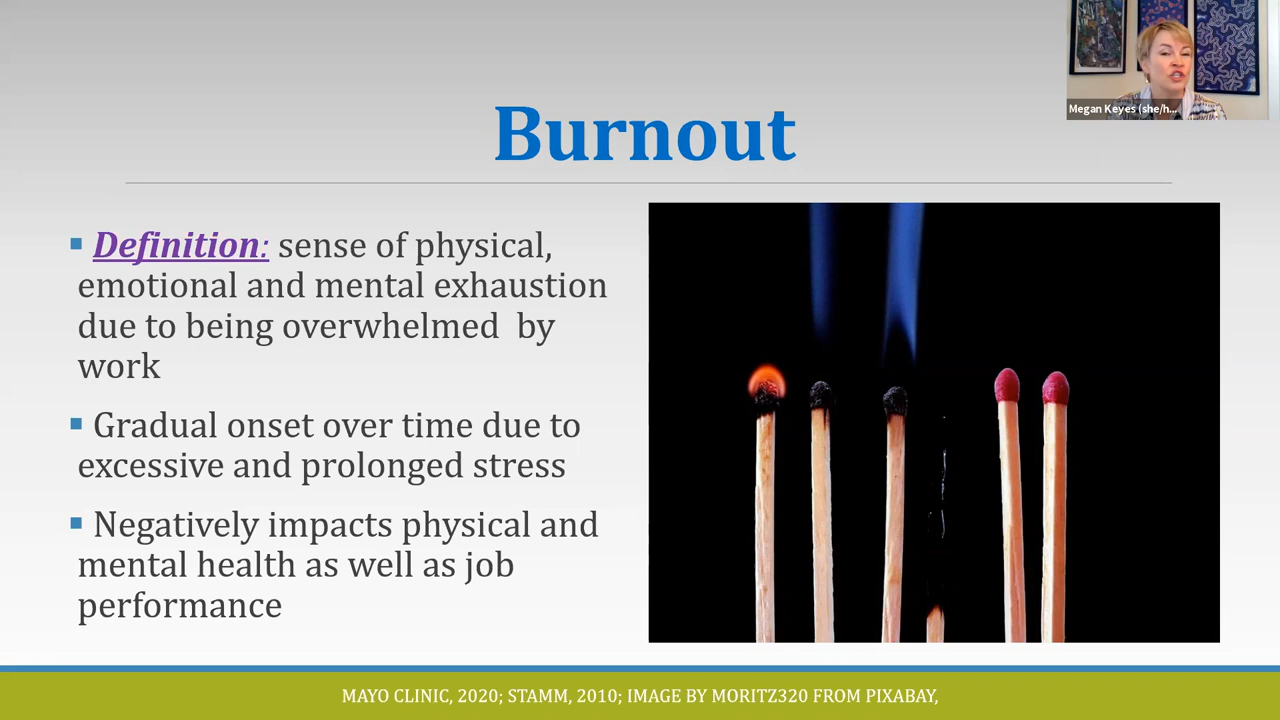 Megan Keyes (she/h...
Burnout
▪ Definition: sense of physical,
emotional and mental exhaustion
due to being overwhelmed  by
work
▪ Gradual onset over time due to
excessive and prolonged stress
▪ Negatively impacts physical and
mental health as well as job
performance
MAYO CLINIC, 2020; STAMM, 2010; IMAGE BY MORITZ320 FROM PIXABAY,